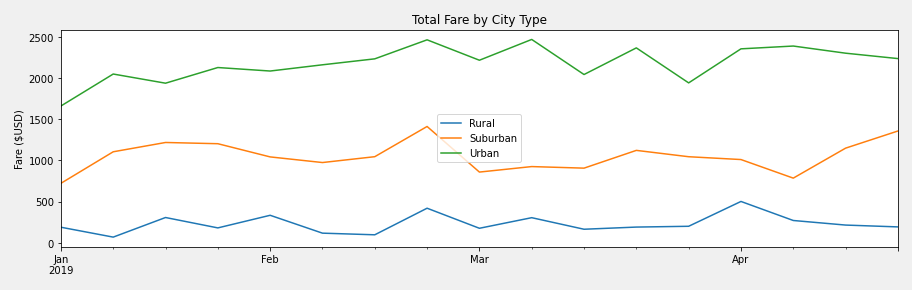 Total Fare by City Type
Fare ($USD)
2500
2000
1500
1000
500
0
Rural
Suburban
Urban
Jan
2019
Feb
Mar
Apr